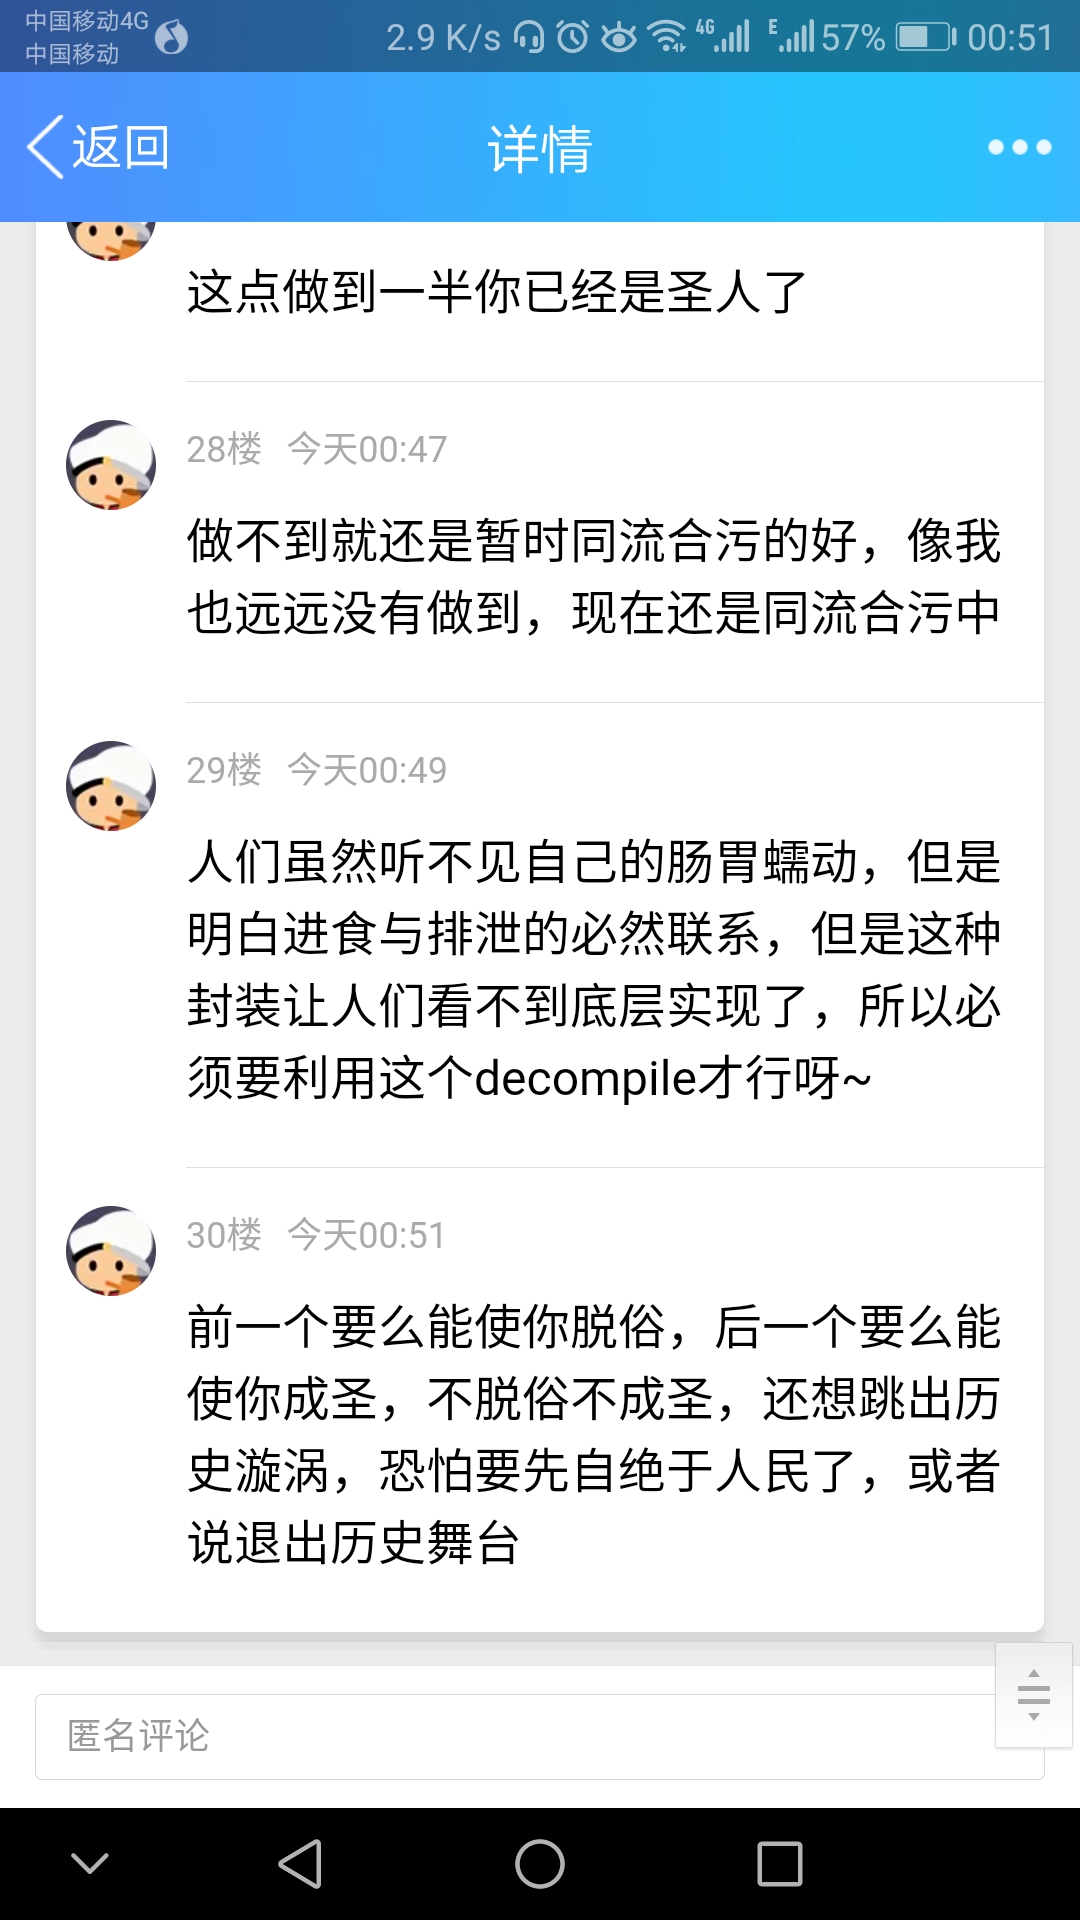 中国移动4G
中国移动
2.9 K/s 4G E 57% 00:51
返回 详情
这点做到一半你已经是圣人了
28楼 今天00:47
做不到就还是暂时同流合污的好，像我
也远远没有做到，现在还是同流合污中
29楼 今天00:49
人们虽然听不见自己的肠胃蠕动，但是
明白进食与排泄的必然联系，但是这种
封装让人们看不到底层实现了，所以必
须要利用这个decompile才行呀~
30楼 今天00:51
前一个要么能使你脱俗，后一个要么能
使你成圣，不脱俗不成圣，还想跳出历
史漩涡，恐怕要先自绝于人民了，或者
说退出历史舞台
匿名评论